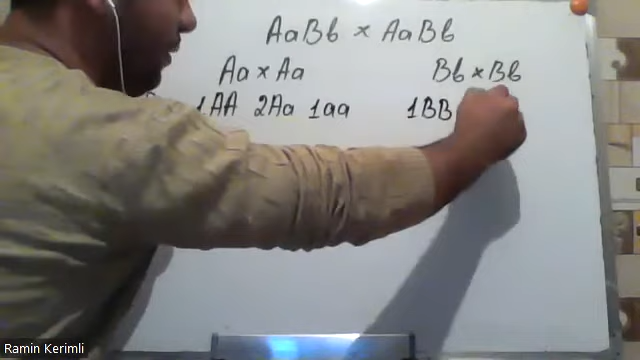 AaBb × AaBb
Aa × Aa Bb × Bb
1AA 2Aa 1aa 1BB
Ramin Kerimli